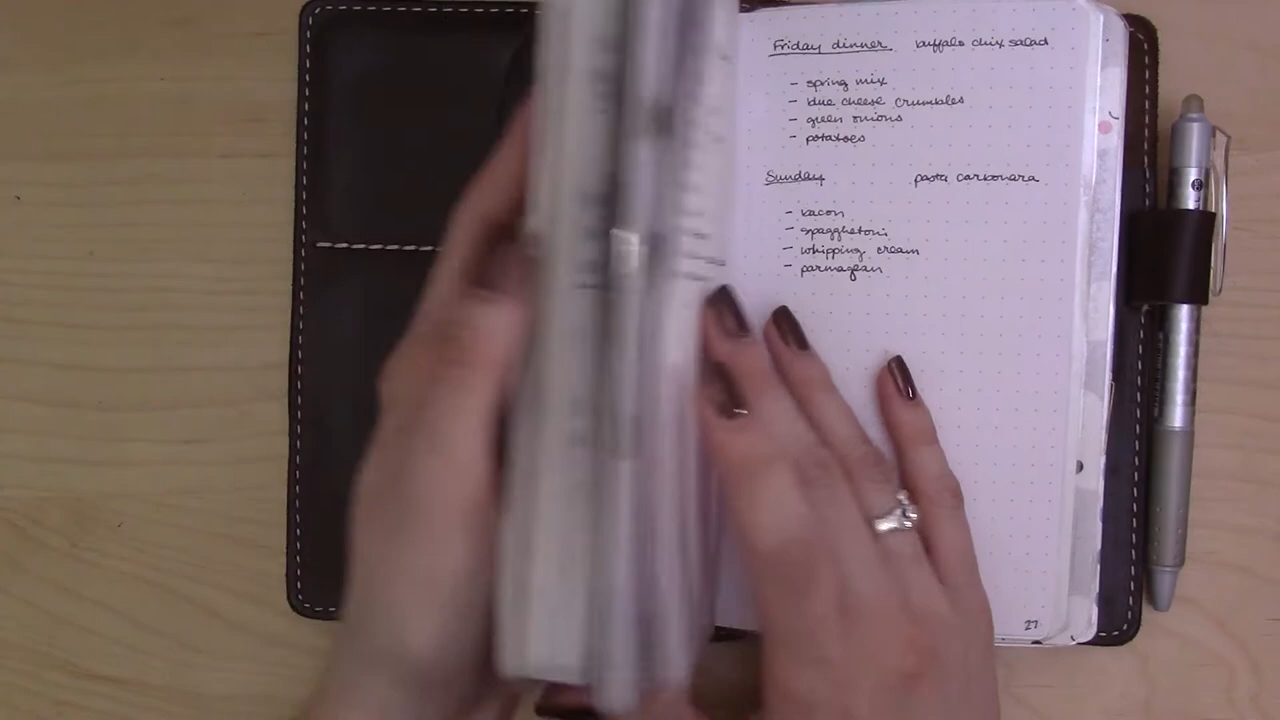 Friday dinner buffalo chix salad
- spring mix
- blue cheese crumbles
- green onions
- potatoes
Sunday pasta carbonara
- bacon
- spagghetoni
- whipping cream
- parmagean
27